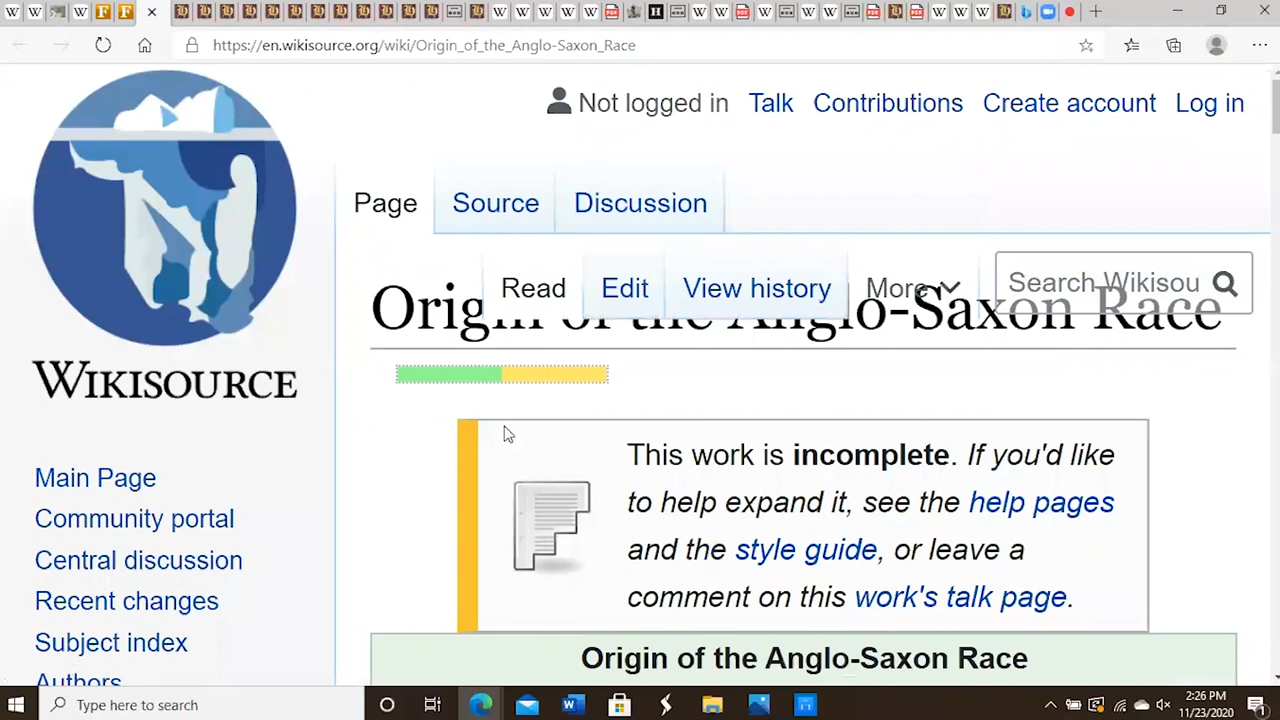 https://en.wikisource.org/wiki/Origin_of_the_Anglo-Saxon_Race
Not logged in Talk Contributions Create account Log in
Page Source Discussion
Read Edit View history More Search Wikisou
Origin of the Anglo-Saxon Race
WIKISOURCE
This work is incomplete. If you'd like
to help expand it, see the help pages
and the style guide, or leave a
comment on this work's talk page.
Main Page
Community portal
Central discussion
Recent changes
Subject index
Authors
Origin of the Anglo-Saxon Race
Type here to search
2:26 PM
11/23/2020